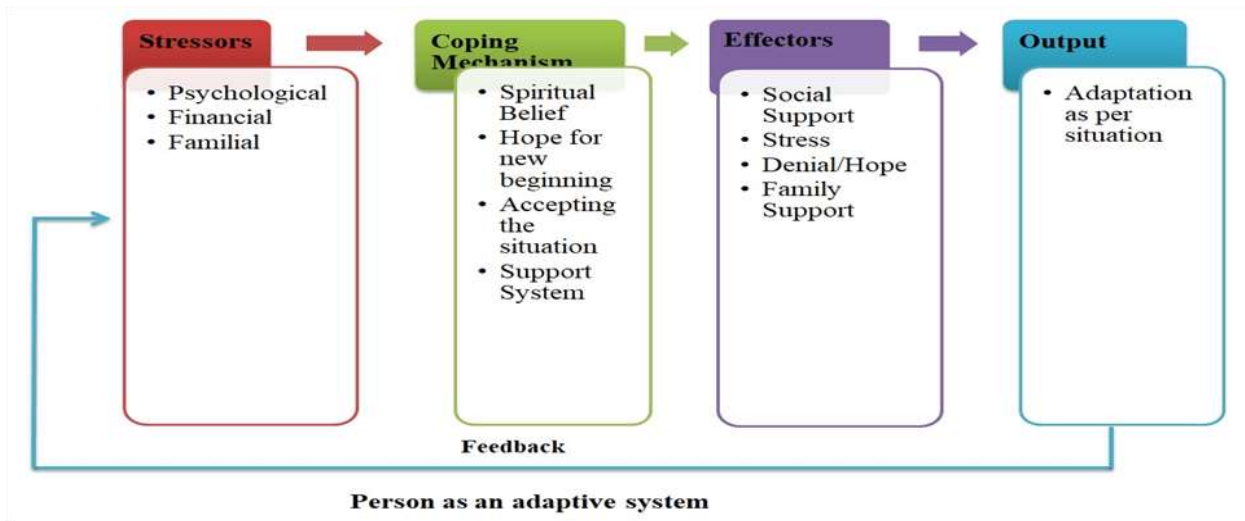 Stressors
• Psychological
• Financial
• Familial
Coping
Mechanism
• Spiritual
Belief
• Hope for
new
beginning
• Accepting
the
situation
• Support
System
Effectors
• Social
Support
• Stress
• Denial/Hope
• Family
Support
Output
• Adaptation
as per
situation
Feedback
Person as an adaptive system